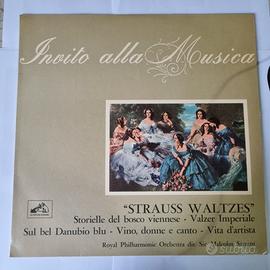 Invito alla Musica
"STRAUSS WALTZES"
Storielle del bosco viennese - Valzer Imperiale
Sul bel Danubio blu - Vino, donne e canto - Vita d'artista
Royal Philharmonic Orchestra dir. Sir Malcolm Sargent
subito